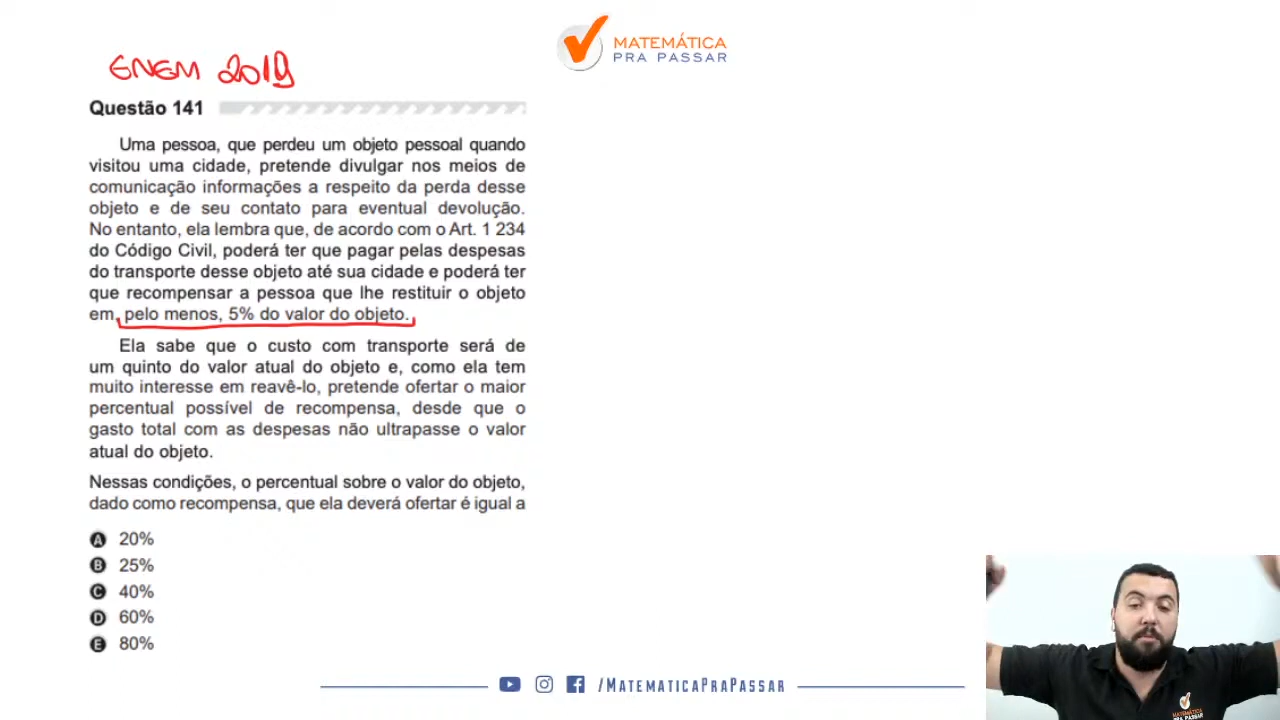 MATEMÁTICA
PRA PASSAR
ENEM 2019
Questão 141
Uma pessoa, que perdeu um objeto pessoal quando
visitou uma cidade, pretende divulgar nos meios de
comunicação informações a respeito da perda desse
objeto e de seu contato para eventual devolução.
No entanto, ela lembra que, de acordo com o Art. 1 234
do Código Civil, poderá ter que pagar pelas despesas
do transporte desse objeto até sua cidade e poderá ter
que recompensar a pessoa que lhe restituir o objeto
em, pelo menos, 5% do valor do objeto.
Ela sabe que o custo com transporte será de
um quinto do valor atual do objeto e, como ela tem
muito interesse em reavê-lo, pretende ofertar o maior
percentual possível de recompensa, desde que o
gasto total com as despesas não ultrapasse o valor
atual do objeto.
Nessas condições, o percentual sobre o valor do objeto,
dado como recompensa, que ela deverá ofertar é igual a
A 20%
B 25%
C 40%
D 60%
E 80%
/MATEMATICAPRAPASSAR